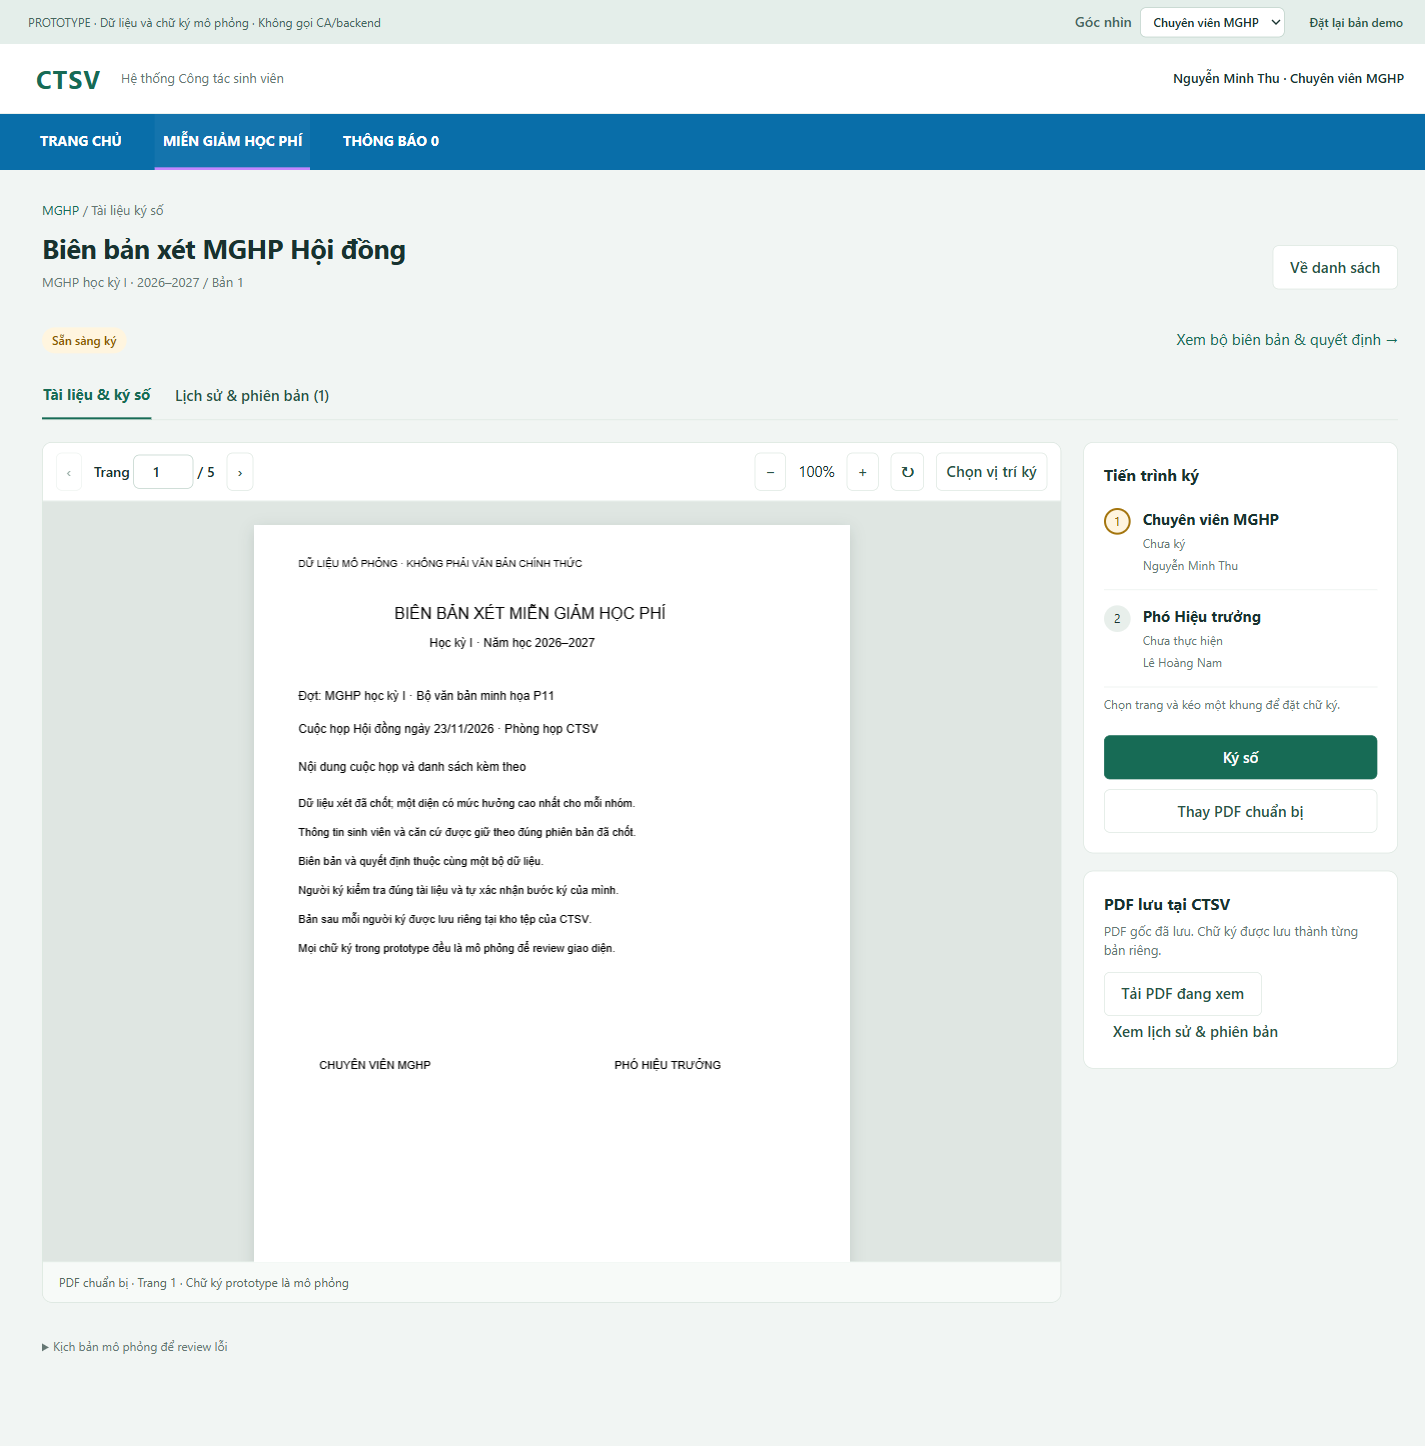 PROTOTYPE · Dữ liệu và chữ ký mô phỏng · Không gọi CA/backend
Góc nhìn
Chuyên viên MGHP
Đặt lại bản demo
CTSV
Hệ thống Công tác sinh viên
Nguyễn Minh Thu · Chuyên viên MGHP
TRANG CHỦ
MIỄN GIẢM HỌC PHÍ
THÔNG BÁO 0
MGHP / Tài liệu ký số
Biên bản xét MGHP Hội đồng
MGHP học kỳ I · 2026–2027 / Bản 1
Về danh sách
Sẵn sàng ký
Xem bộ biên bản & quyết định →
Tài liệu & ký số
Lịch sử & phiên bản (1)
‹ Trang 1 / 5 ›
− 100% + ↻ Chọn vị trí ký
DỮ LIỆU MÔ PHỎNG · KHÔNG PHẢI VĂN BẢN CHÍNH THỨC
BIÊN BẢN XÉT MIỄN GIẢM HỌC PHÍ
Học kỳ I · Năm học 2026–2027
Đợt: MGHP học kỳ I · Bộ văn bản minh họa P11
Cuộc họp Hội đồng ngày 23/11/2026 · Phòng họp CTSV
Nội dung cuộc họp và danh sách kèm theo
Dữ liệu xét đã chốt; một diện có mức hưởng cao nhất cho mỗi nhóm.
Thông tin sinh viên và căn cứ được giữ theo đúng phiên bản đã chốt.
Biên bản và quyết định thuộc cùng một bộ dữ liệu.
Người ký kiểm tra đúng tài liệu và tự xác nhận bước ký của mình.
Bản sau mỗi người ký được lưu riêng tại kho tệp của CTSV.
Mọi chữ ký trong prototype đều là mô phỏng để review giao diện.
CHUYÊN VIÊN MGHP
PHÓ HIỆU TRƯỞNG
PDF chuẩn bị · Trang 1 · Chữ ký prototype là mô phỏng
Tiến trình ký
1 Chuyên viên MGHP
Chưa ký
Nguyễn Minh Thu
2 Phó Hiệu trưởng
Chưa thực hiện
Lê Hoàng Nam
Chọn trang và kéo một khung để đặt chữ ký.
Ký số
Thay PDF chuẩn bị
PDF lưu tại CTSV
PDF gốc đã lưu. Chữ ký được lưu thành từng
bản riêng.
Tải PDF đang xem
Xem lịch sử & phiên bản
▶ Kịch bản mô phỏng để review lỗi